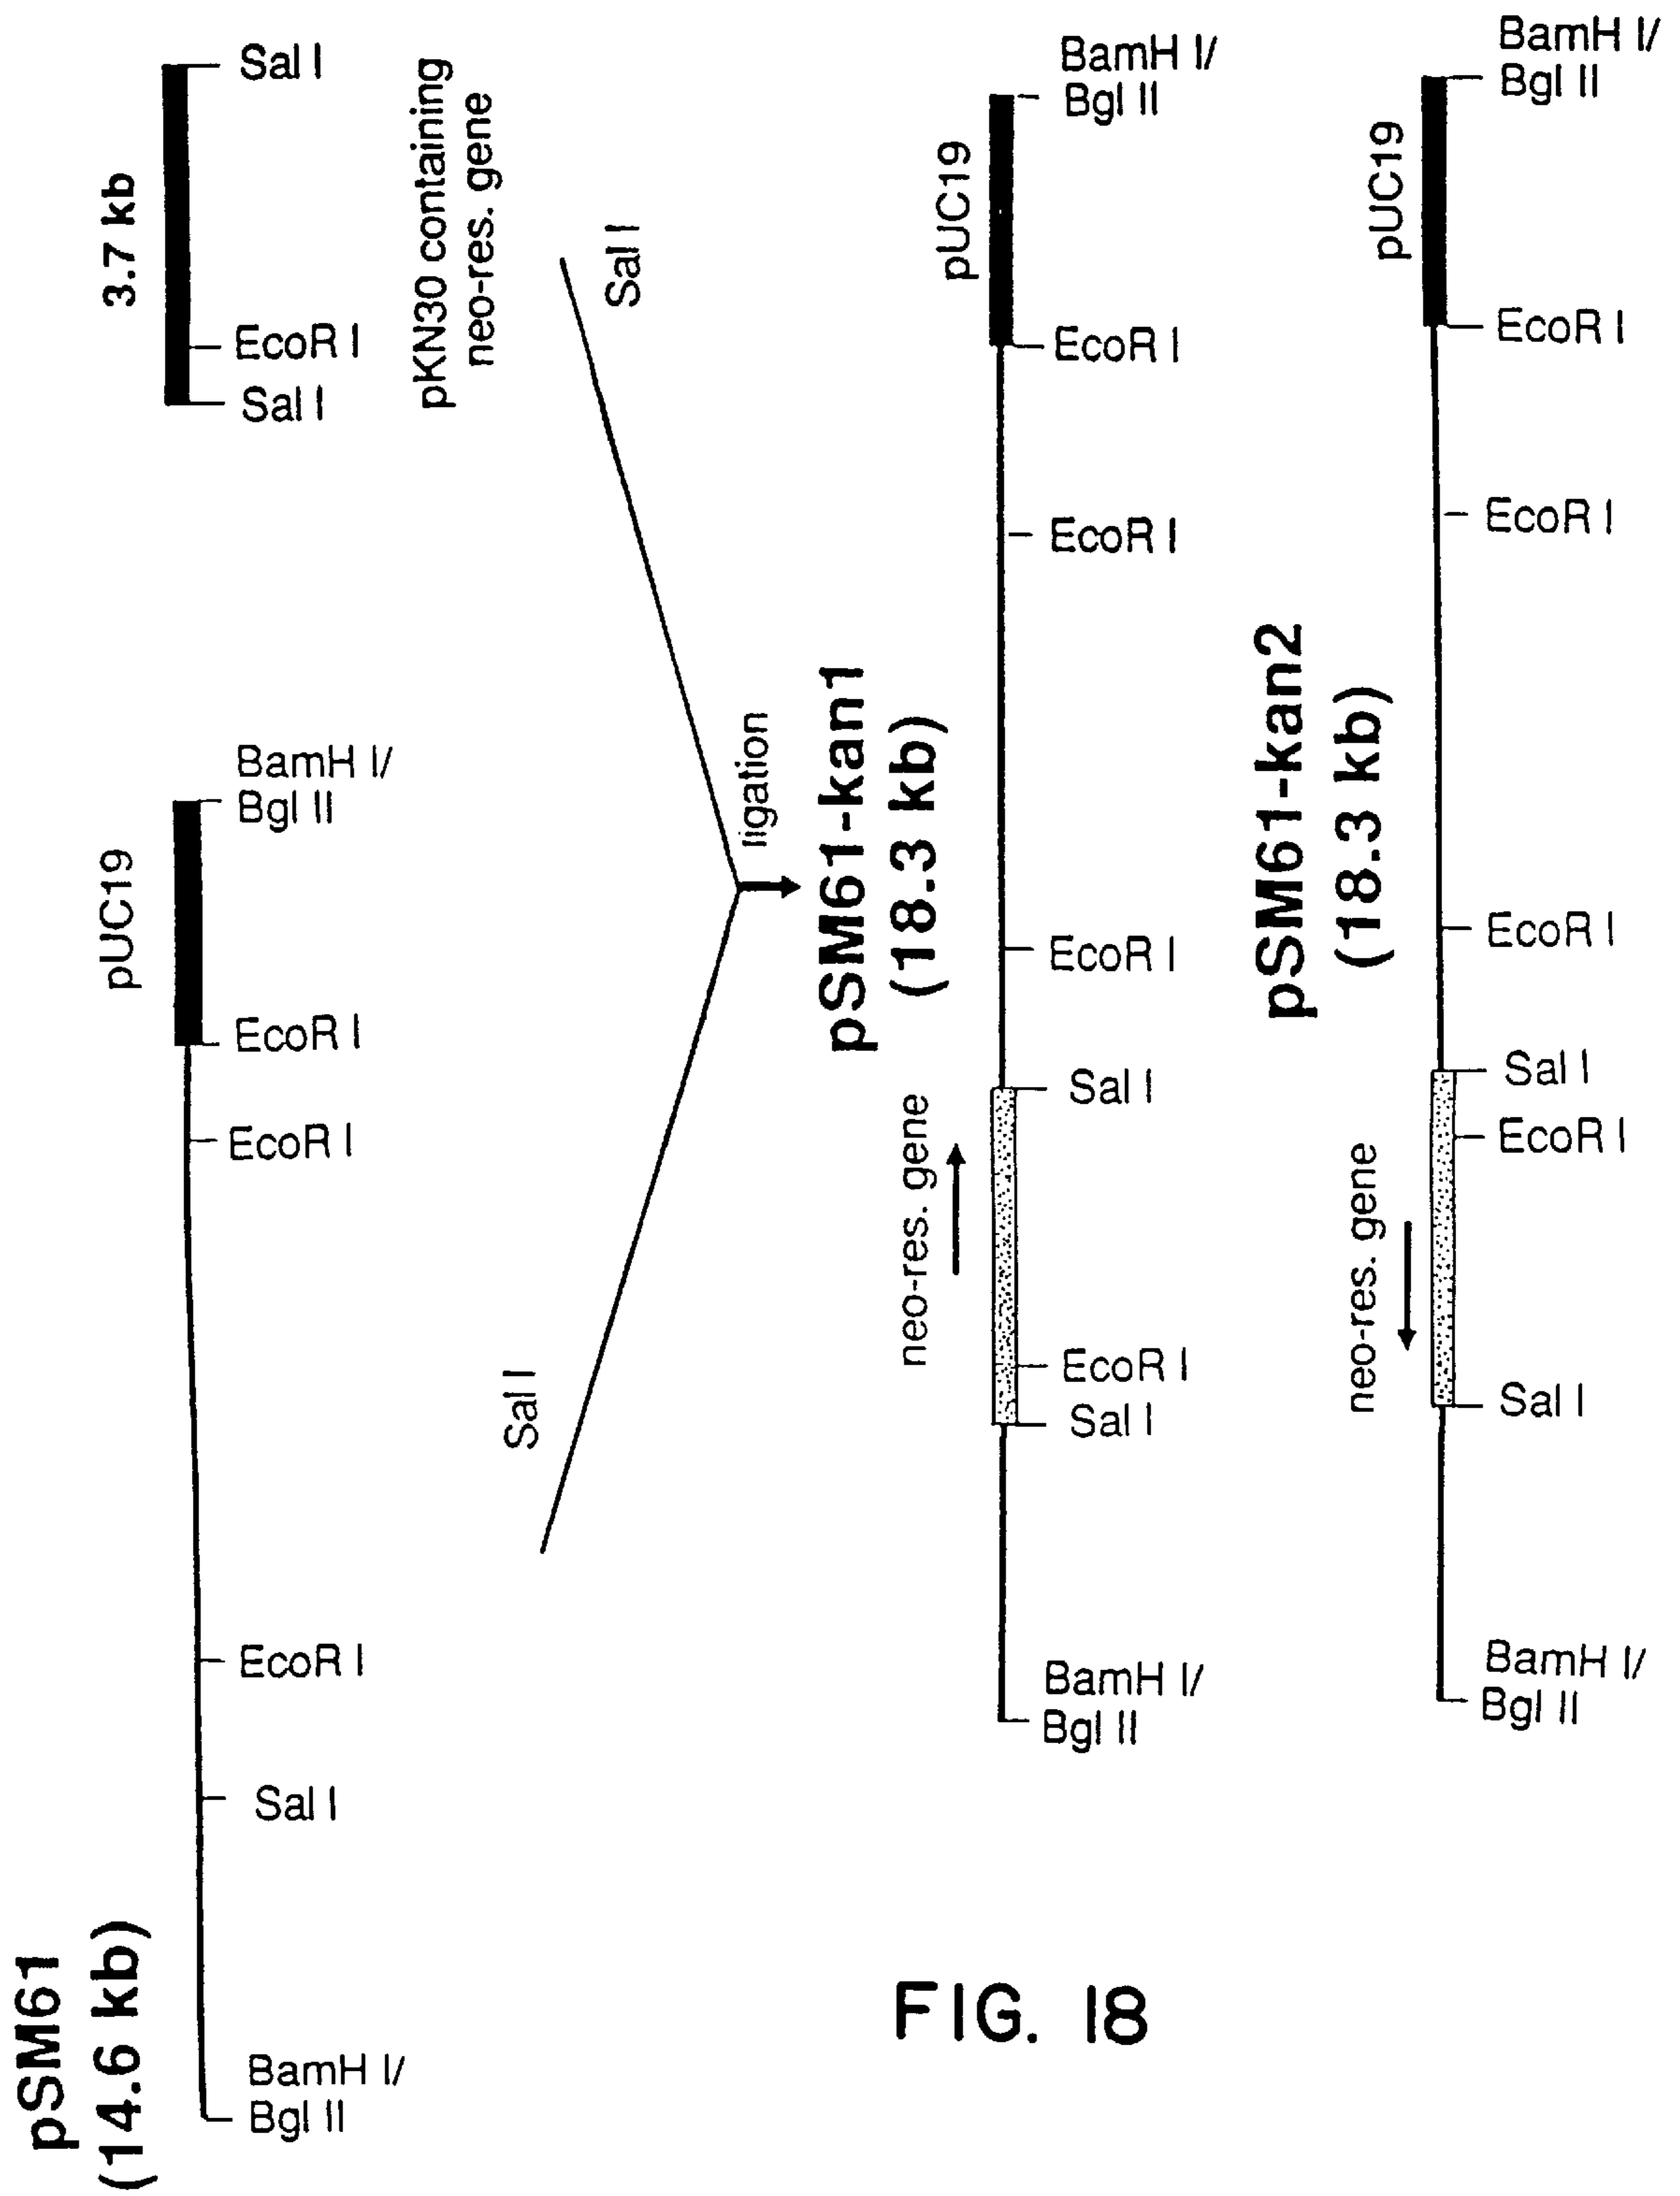 pSM61
(14.6 kb)
BamH I/
Bgl II
Sal I
EcoR I
EcoR I
EcoR I
pUC19
BamH I/
Bgl II
3.7 kb
Sal I
EcoR I
Sal I
pKN30 containing
neo-res. gene
Sal I
Sal I
ligation
pSM61-kan1
(18.3 kb)
BamH I/
Bgl II
Sal I
EcoR I
neo-res. gene
Sal I
EcoR I
EcoR I
EcoR I
pUC19
BamH I/
Bgl II
pSM61-kan2
(18.3 kb)
BamH I/
Bgl II
Sal I
neo-res. gene
EcoR I
Sal I
EcoR I
EcoR I
EcoR I
pUC19
BamH I/
Bgl II
FIG. 18